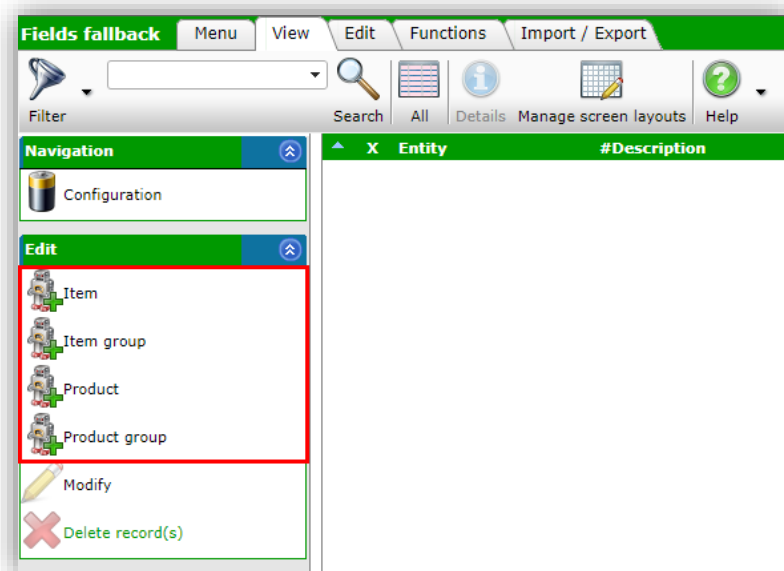 Fields fallback Menu View Edit Functions Import / Export
Filter Search All Details Manage screen layouts Help
Navigation
X Entity #Description
Configuration
Edit
Item
Item group
Product
Product group
Modify
Delete record(s)